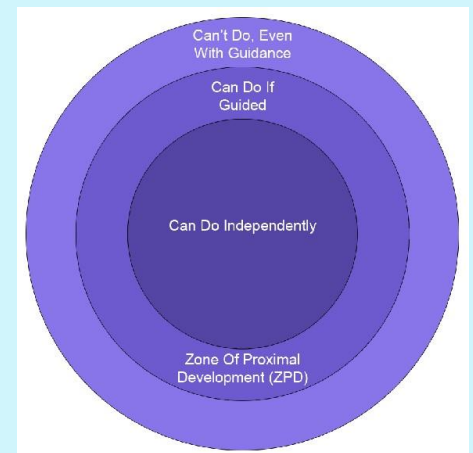 Can't Do, Even
With Guidance
Can Do If
Guided
Can Do Independently
Zone Of Proximal
Development (ZPD)